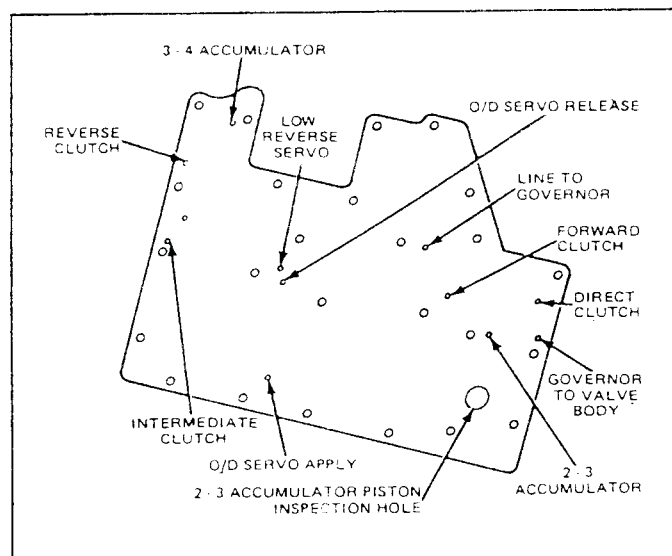 3 - 4 ACCUMULATOR
LOW
REVERSE
SERVO
O/D SERVO RELEASE
REVERSE
CLUTCH
LINE TO
GOVERNOR
FORWARD
CLUTCH
DIRECT
CLUTCH
GOVERNOR
TO VALVE
BODY
INTERMEDIATE
CLUTCH
O/D SERVO APPLY
2 - 3
ACCUMULATOR
2 - 3 ACCUMULATOR PISTON
INSPECTION HOLE